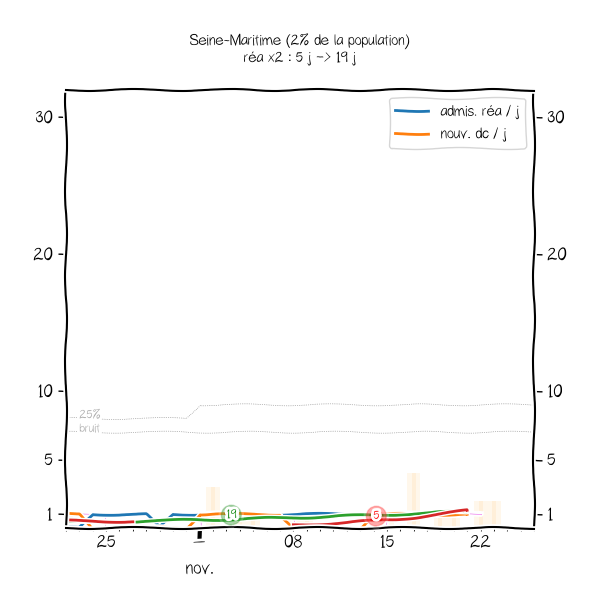 Seine-Maritime (2% de la population)
réa x2 : 5 j -> 19 j
admis. réa / j
nouv. dc / j
30
30
20
20
10
10
25%
bruit
5
5
1
19
5
1
25
08
15
22
nov.